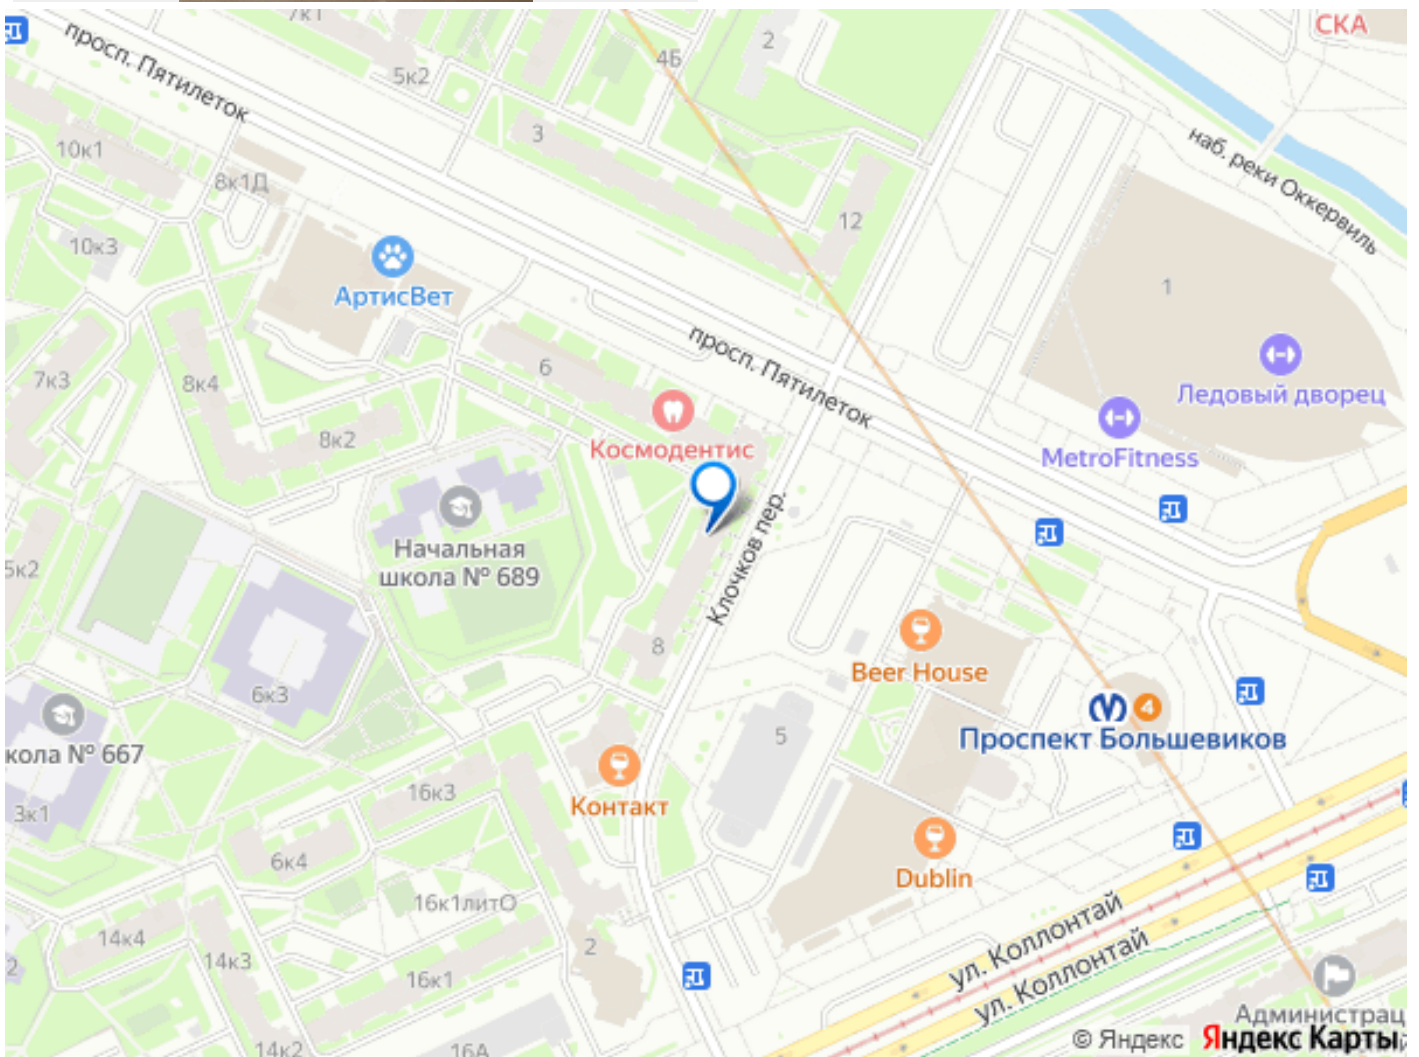 7к1
СКА
2
просп. Пятилеток
4Б
5к2
3
наб. реки Оккервиль
10к1
8к1Д
12
10к3
1
АртисВет
просп. Пятилеток
6
7к3
8к4
Ледовый дворец
8к2
Космодентис
MetroFitness
Клочков пер.
Начальная
школа № 689
5к2
8
Beer House
6к3
М 4
Проспект Большевиков
кола № 667
5
16к3
Контакт
3к1
6к4
Dublin
16к1литО
ул. Коллонтай
14к4
14к3
2
2
ул. Коллонтай
16к1
Администрац
14к2
16А
© Яндекс Яндекс Карты